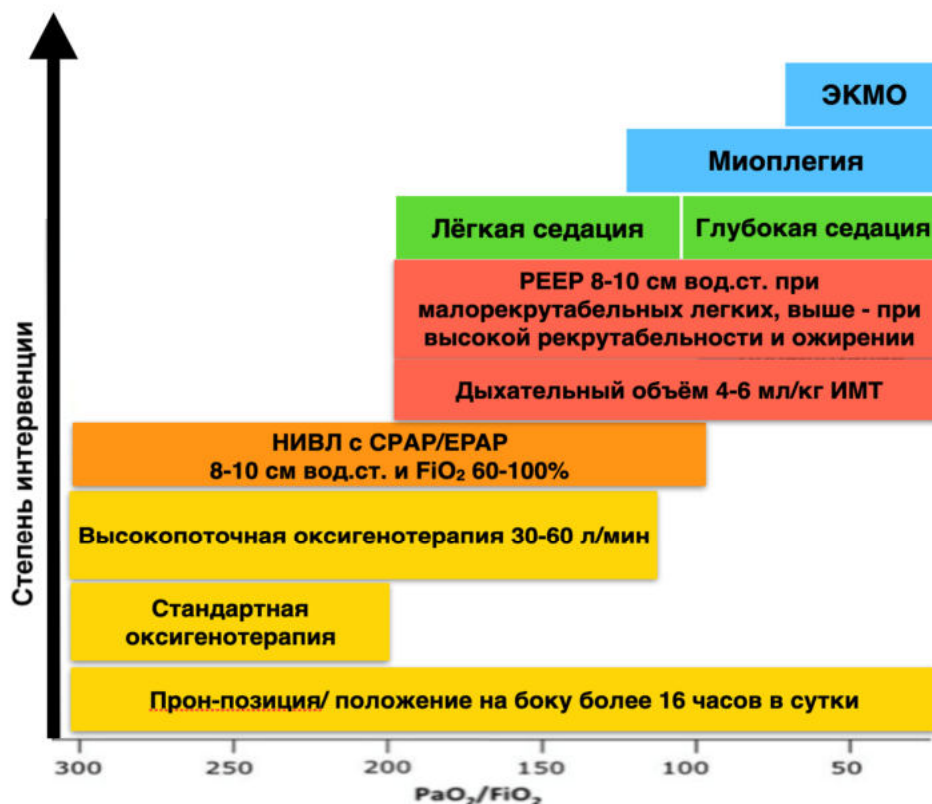 ЭКМО
Миоплегия
Лёгкая седация
Глубокая седация
PEEP 8-10 см вод.ст. при
малорекрутабельных легких, выше - при
высокой рекрутабельности и ожирении
Дыхательный объём 4-6 мл/кг ИМТ
НИВЛ с CPAP/EPAP
8-10 см вод.ст. и FiO₂ 60-100%
Высокопоточная оксигенотерапия 30-60 л/мин
Стандартная
оксигенотерапия
Прон-позиция/ положение на боку более 16 часов в сутки
Степень интервенции
300 250 200 150 100 50
PaO₂/FiO₂